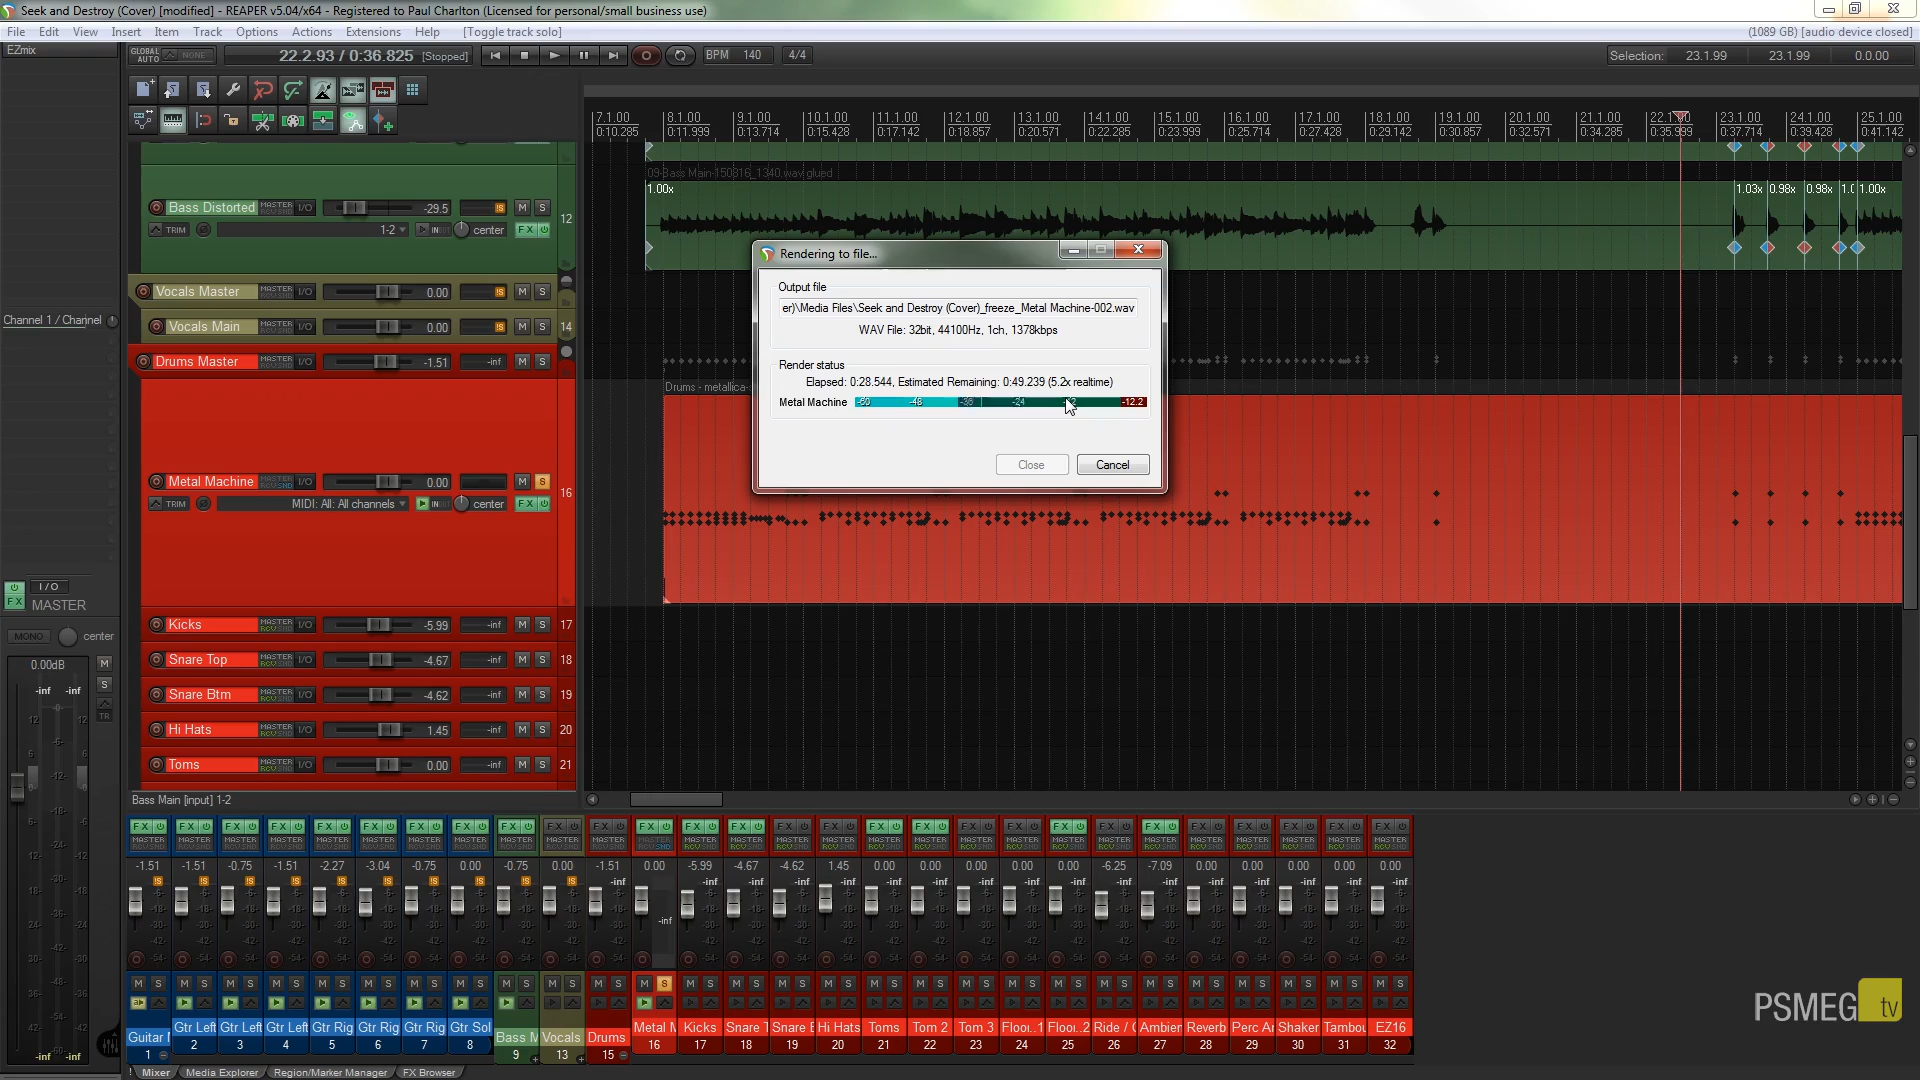 Seek and Destroy (Cover) [modified] - REAPER v5.04/x64 - Registered to Paul Charlton (Licensed for personal/small business use)
File Edit View Insert Item Track Options Actions Extensions Help [Toggle track solo]
(1089 GB) [audio device closed]
EZmix
GLOBAL AUTO NONE
22.2.93 / 0:36.825 [Stopped]
BPM 140 4/4
Selection: 23.1.99 23.1.99 0.0.00
7.1.00 8.1.00 9.1.00 10.1.00 11.1.00 12.1.00 13.1.00 14.1.00 15.1.00 16.1.00 17.1.00 18.1.00 19.1.00 20.1.00 21.1.00 23.1.00 24.1.00 25.1.00
0:10.285 0:11.999 0:13.714 0:15.428 0:17.142 0:18.857 0:20.571 0:22.285 0:23.999 0:25.714 0:27.428 0:29.142 0:30.857 0:32.571 0:34.285 0:35.999 0:37.714 0:39.428 0:41.142
09-Bass Main-150816_1340.wav glued
1.00x 1.03x 0.98x 0.98x 1.00x
Bass Distorted MASTER I/O -29.5 M S 12
TRIM 1-2 center FX
Vocals Master MASTER I/O 0.00 M S
Vocals Main MASTER I/O 0.00 M S 14
Drums Master MASTER I/O -1.51 -inf M S
Drums - metallica-
Rendering to file...
Output file
er)\Media Files\Seek and Destroy (Cover)_freeze_Metal Machine-002.wav
WAV File: 32bit, 44100Hz, 1ch, 1378kbps
Render status
Elapsed: 0:28.544, Estimated Remaining: 0:49.239 (5.2x realtime)
Metal Machine -60 -48 -36 -24 -12.2
Close Cancel
Channel 1 / Channel
Metal Machine MASTER I/O 0.00 M S 16
TRIM MIDI: All: All channels center FX
I/O
FX MASTER
MONO center
0.00dB M
S
TR
-inf -inf
Kicks MASTER I/O -5.99 -inf M S 17
Snare Top MASTER I/O -4.67 -inf M S 18
Snare Btm MASTER I/O -4.62 -inf M S 19
Hi Hats MASTER I/O 1.45 -inf M S 20
Toms MASTER I/O 0.00 -inf M S 21
Bass Main [input] 1-2
-1.51 -1.51 -0.75 -1.51 -2.27 -3.04 -0.75 0.00 -0.75 0.00 -1.51 0.00 -5.99 -4.67 -4.62 1.45 0.00 0.00 0.00 0.00 0.00 -6.25 -7.09 0.00 0.00 0.00 0.00 0.00
Guitar Gtr Left Gtr Left Gtr Left Gtr Rig Gtr Rig Gtr Rig Gtr Sol Bass M Vocals Drums Metal M Kicks Snare T Snare B Hi Hats Toms Tom 2 Tom 3 Floor..1 Floor..2 Ride / Ambien Reverb Perc Shaker Tambou EZ16
1 2 3 4 5 6 7 8 9 13 15 16 17 18 19 20 21 22 23 24 25 26 27 28 29 30 31 32
-inf -inf
! Mixer Media Explorer Region/Marker Manager FX Browser
PSMEG tv